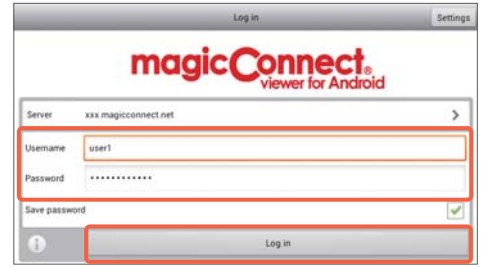 Log in
Settings
magicConnect®
viewer for Android
Server xxx.magicconnect.net
Username user1
Password ············
Save password
Log in